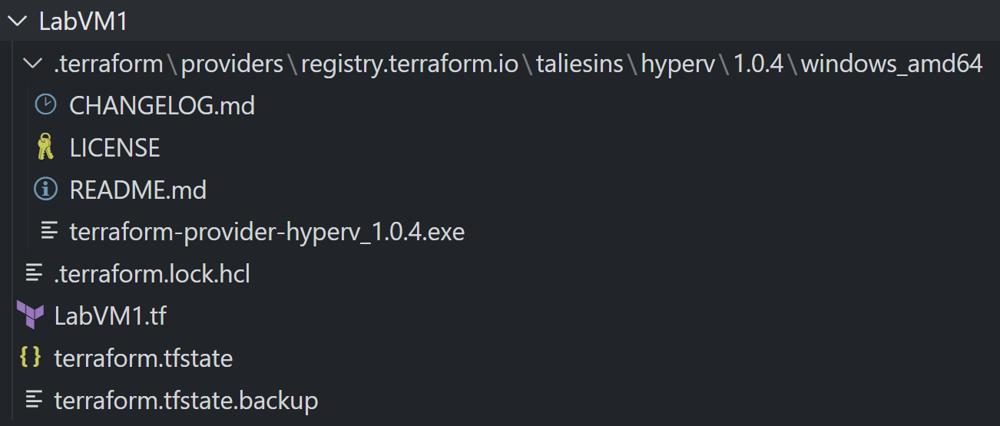 LabVM1
.terraform\providers\registry.terraform.io\taliesins\hyperv\1.0.4\windows_amd64
CHANGELOG.md
LICENSE
README.md
terraform-provider-hyperv_1.0.4.exe
.terraform.lock.hcl
LabVM1.tf
terraform.tfstate
terraform.tfstate.backup